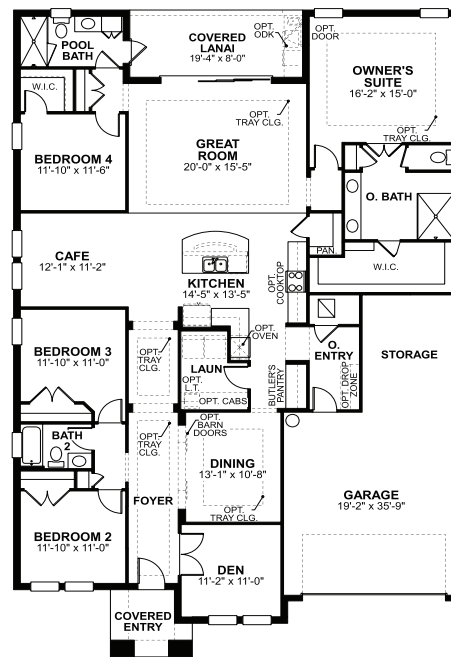 POOL
BATH
COVERED
LANAI
19'-4" x 8'-0"
OPT.
ODK
OPT.
DOOR
OWNER'S
SUITE
16'-2" x 15'-0"
OPT.
TRAY CLG.
W.I.C.
BEDROOM 4
11'-10" x 11'-6"
GREAT
ROOM
20'-0" x 15'-5"
OPT.
TRAY CLG.
O. BATH
PAN.
W.I.C.
CAFE
12'-1" x 11'-2"
KITCHEN
14'-5" x 13'-5"
OPT.
COOKTOP
OPT.
OVEN
BEDROOM 3
11'-10" x 11'-0"
OPT.
TRAY
CLG.
LAUN
OPT.
L.T.
OPT. CABS
BUTLER'S
PANTRY
O.
ENTRY
OPT. DROP
ZONE
STORAGE
BATH
2
OPT.
TRAY
CLG.
OPT.
BARN
DOORS
DINING
13'-1" x 10'-8"
OPT.
TRAY CLG.
FOYER
GARAGE
19'-2" x 35'-9"
BEDROOM 2
11'-10" x 11'-0"
DEN
11'-2" x 11'-0"
COVERED
ENTRY